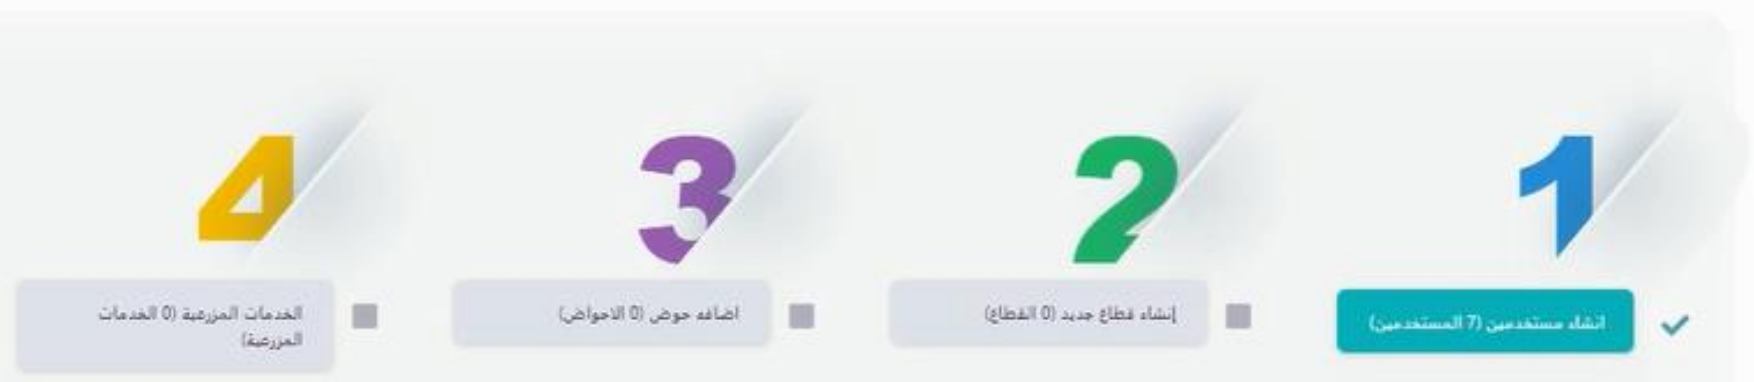 1
انشاء مستخدمين (7 المستخدمين)
2
إنشاء قطاع جديد (0 القطاع)
3
اضافه حوض (0 الاحواض)
4
الخدمات المزرعية (0 الخدمات
المزرعية)